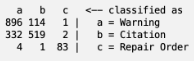 a b c <-- classified as
896 114 1 | a = Warning
332 519 2 | b = Citation
4 1 83 | c = Repair Order